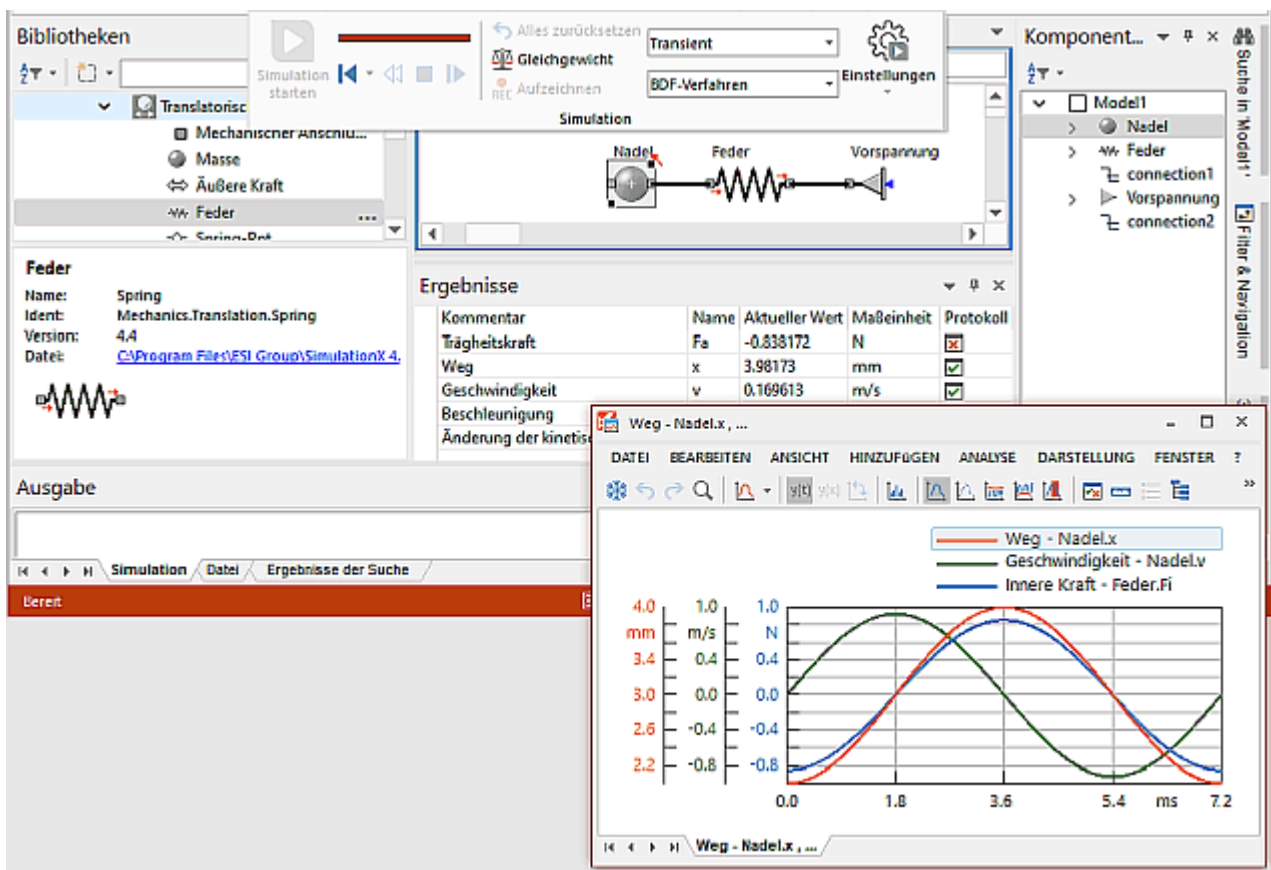 Bibliotheken
Translatorisc
Mechanischer Anschlu...
Masse
Äußere Kraft
Feder
...
Spring-Rpt
Feder
Name: Spring
Ident: Mechanics.Translation.Spring
Version: 4.4
Datei: C:\Program Files\ESI Group\SimulationX 4.
Simulation
starten
Alles zurücksetzen
Gleichgewicht
REC Aufzeichnen
Transient
BDF-Verfahren
Einstellungen
Simulation
Nadel Feder Vorspannung
Komponent...
Model1
Nadel
Feder
connection1
Vorspannung
connection2
Suche in 'Model1'
Filter & Navigation
Ergebnisse
Kommentar Name Aktueller Wert Maßeinheit Protokoll
Trägheitskraft Fa -0.838172 N
Weg x 3.98173 mm
Geschwindigkeit v 0.169613 m/s
Beschleunigung
Änderung der kinetisc
Ausgabe
Simulation Datei Ergebnisse der Suche
Bereit
Weg - Nadel.x , ...
DATEI BEARBEITEN ANSICHT HINZUFüGEN ANALYSE DARSTELLUNG FENSTER ?
y(t) y(x)
Weg - Nadel.x
Geschwindigkeit - Nadel.v
Innere Kraft - Feder.Fi
4.0 1.0 1.0
mm m/s N
3.4 0.4 0.4
3.0 0.0 0.0
2.6 -0.4 -0.4
2.2 -0.8 -0.8
0.0 1.8 3.6 5.4 ms 7.2
Weg - Nadel.x , ...